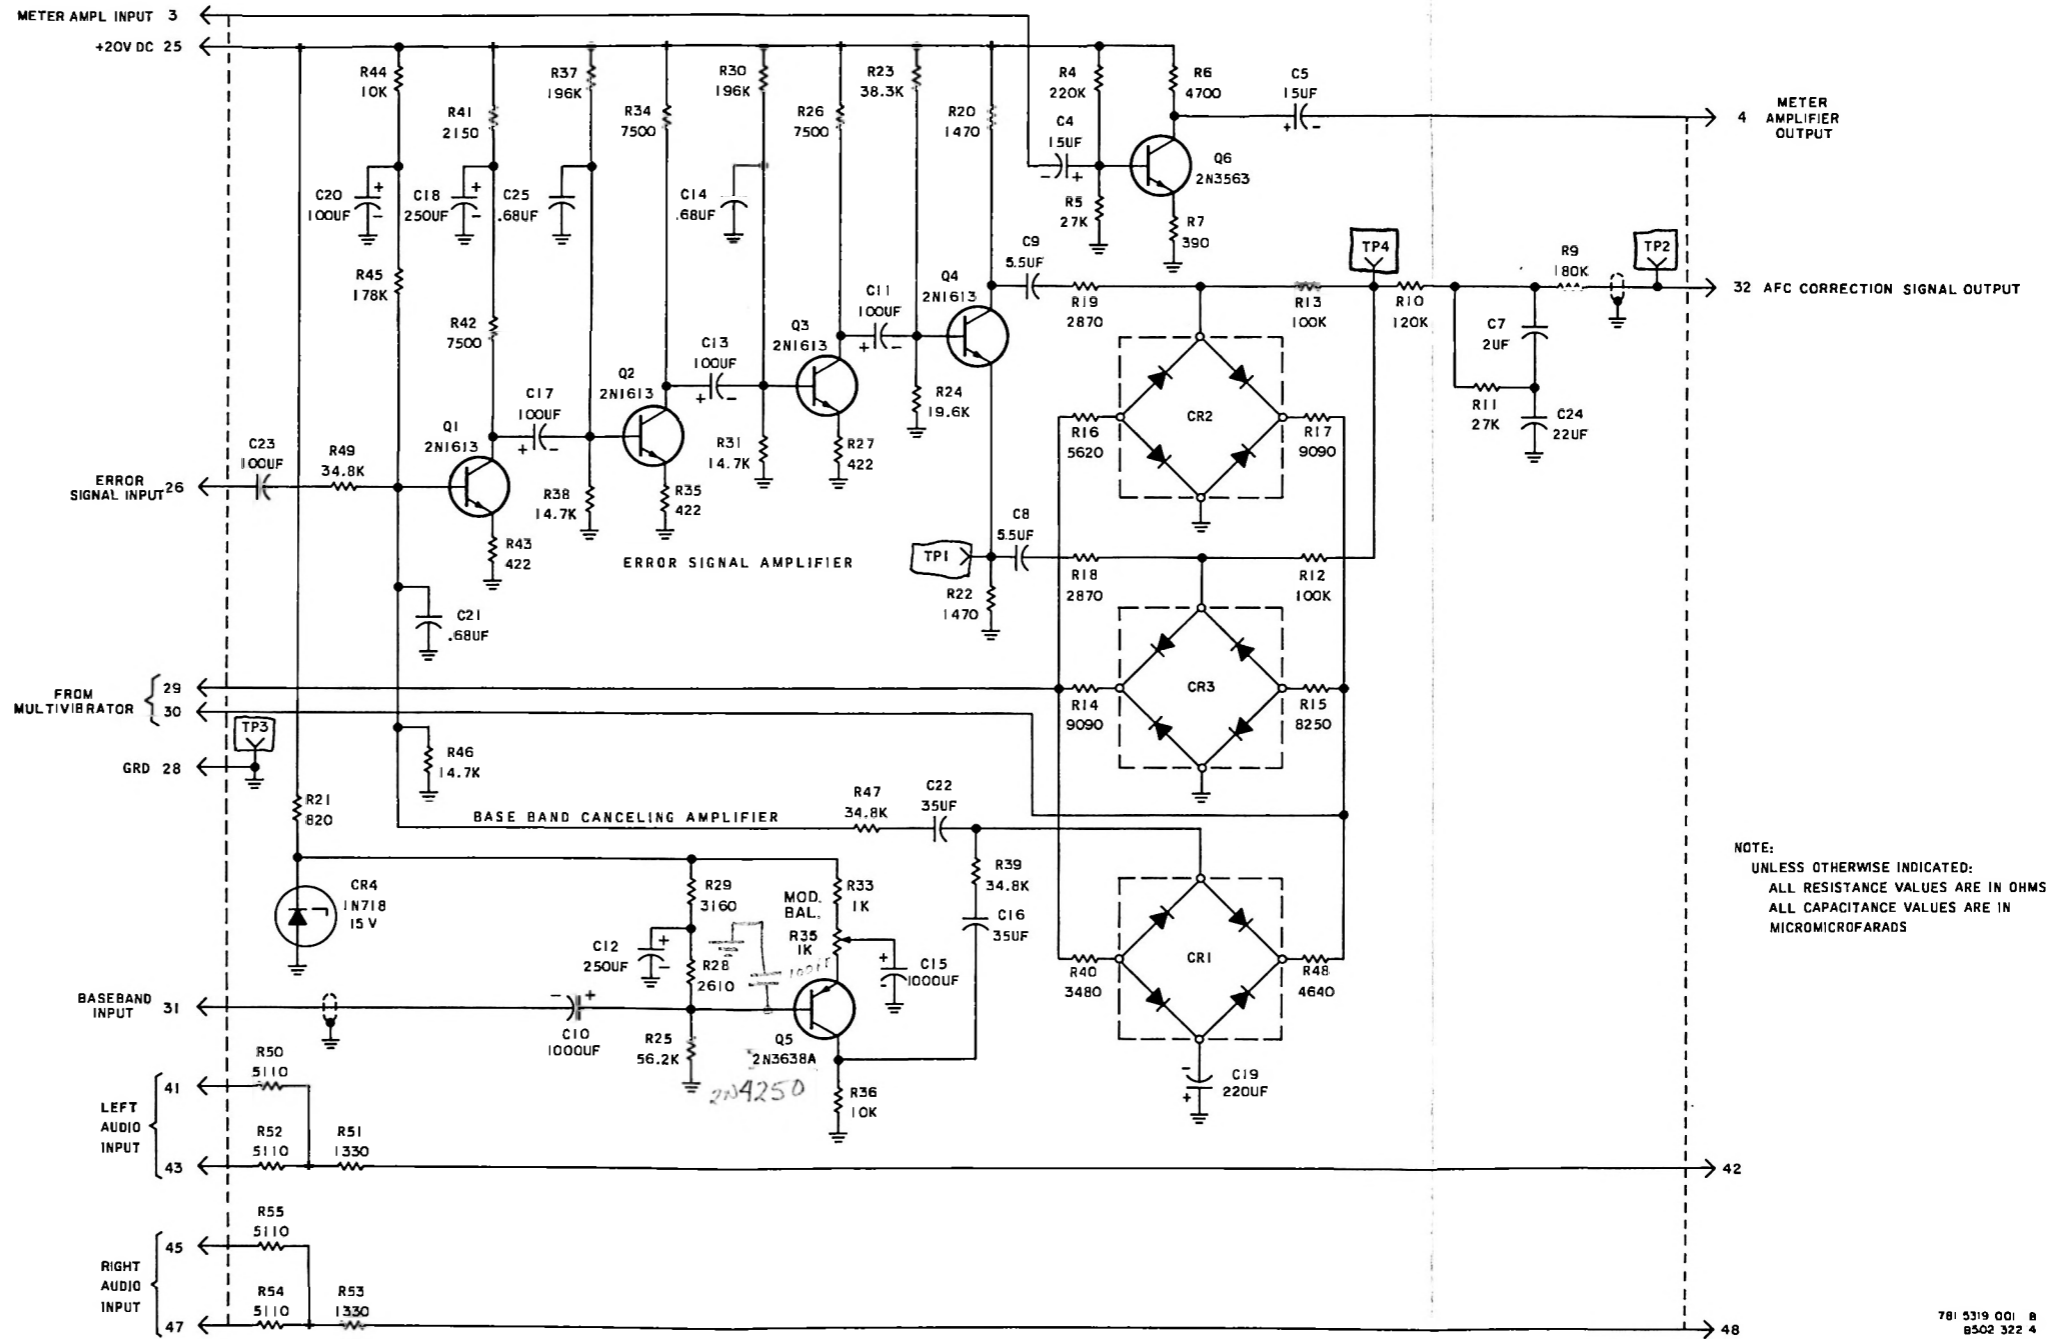 METER AMPL INPUT 3
+20V DC 25
R44
10K
R41
2150
R37
196K
R34
7500
R30
196K
R26
7500
R23
38.3K
R20
1470
R4
220K
R6
4700
C4
15UF
C5
15UF
4 METER
AMPLIFIER
OUTPUT
Q6
2N3563
C20
100UF
C18
250UF
C25
.68UF
C14
.68UF
R5
27K
R7
390
R45
178K
R42
7500
Q4
2N1613
C9
5.5UF
R19
2870
R13
100K
TP4
R10
120K
R9
180K
TP2
32 AFC CORRECTION SIGNAL OUTPUT
C11
100UF
Q3
2N1613
C13
100UF
Q2
2N1613
C17
100UF
Q1
2N1613
C7
2UF
R11
27K
C24
22UF
R24
19.6K
R16
5620
CR2
R17
9090
R27
422
R31
14.7K
C23
100UF
R49
34.8K
ERROR
SIGNAL INPUT 26
R38
14.7K
R35
422
R43
422
ERROR SIGNAL AMPLIFIER
TP1
C8
5.5UF
R18
2870
R12
100K
R22
1470
C21
.68UF
FROM
MULTIVIBRATOR
29
30
R14
9090
CR3
R15
8250
TP3
GRD 28
R46
14.7K
R21
820
BASE BAND CANCELING AMPLIFIER
R47
34.8K
C22
35UF
R39
34.8K
C16
35UF
CR4
1N718
15 V
R29
3160
MOD.
BAL.
R33
1K
R35
1K
C12
250UF
R28
2610
C15
1000UF
R40
3480
CR1
R48
4640
BASEBAND
INPUT 31
C10
1000UF
R25
56.2K
Q5
2N3638A
2N4250
R36
10K
C19
220UF
R50
5110
41
LEFT
AUDIO
INPUT
R52
5110
R51
1330
43
42
R55
5110
45
RIGHT
AUDIO
INPUT
R54
5110
R53
1330
47
48
NOTE:
UNLESS OTHERWISE INDICATED:
ALL RESISTANCE VALUES ARE IN OHMS
ALL CAPACITANCE VALUES ARE IN
MICROMICROFARADS
781 5319 001 B
8502 322 4